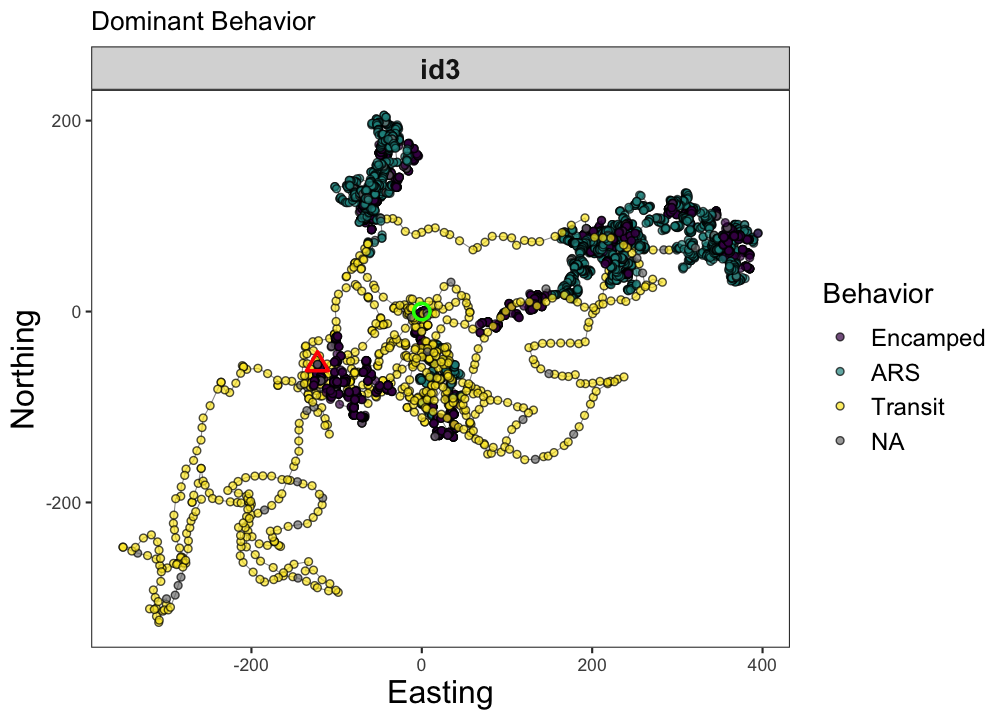 Dominant Behavior
id3
200
0
-200
Northing
-200 0 200 400
Easting
Behavior
Encamped
ARS
Transit
NA